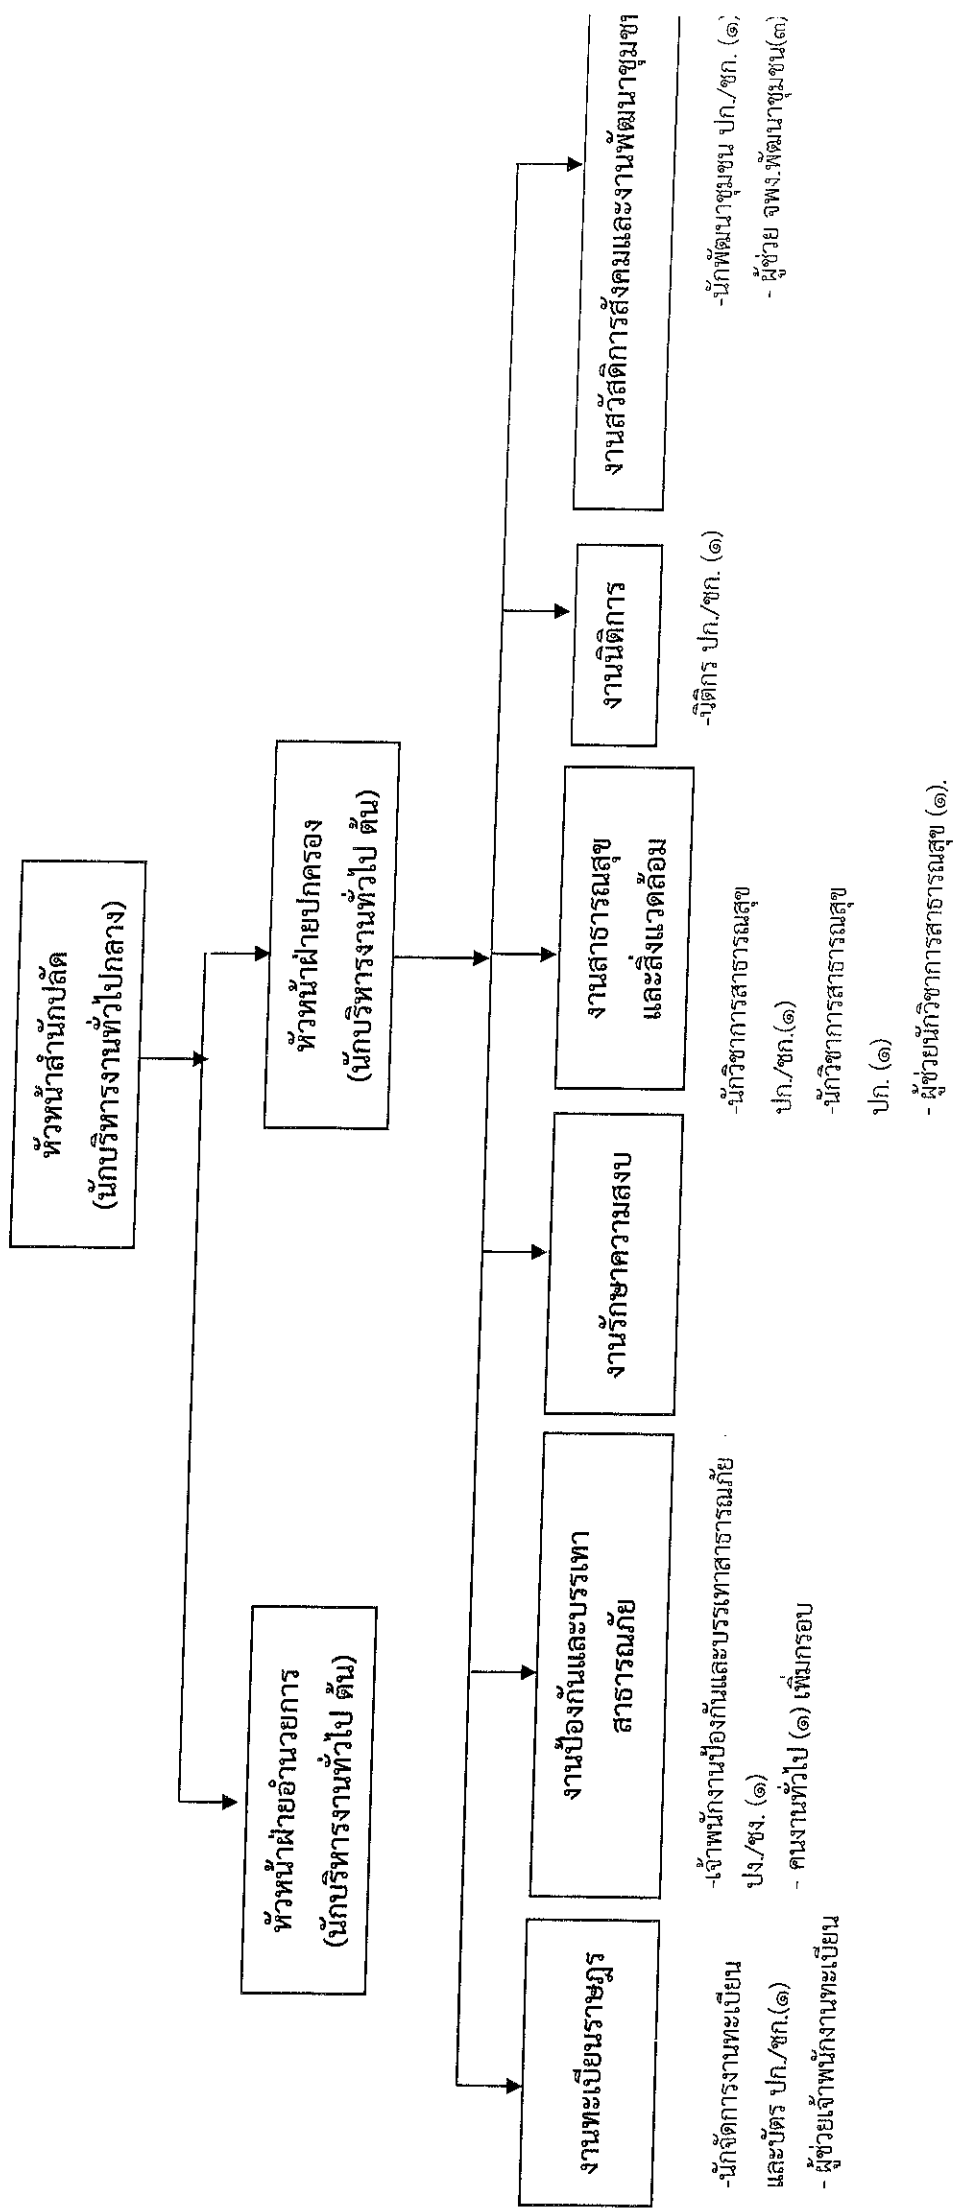 หัวหน้าสำนักปลัด
(นักบริหารงานทั่วไปกลาง)
หัวหน้าฝ่ายอำนวยการ
(นักบริหารงานทั่วไป ต้น)
หัวหน้าฝ่ายปกครอง
(นักบริหารงานทั่วไป ต้น)
งานทะเบียนราษฎร
-นักจัดการงานทะเบียน
และบัตร ปก./ชก.(๑)
- ผู้ช่วยเจ้าพนักงานทะเบียน
งานป้องกันและบรรเทา
สาธารณภัย
-เจ้าพนักงานป้องกันและบรรเทาสาธารณภัย
ปง./ชง. (๑)
- คนงานทั่วไป (๑) เพิ่มกรอบ
งานรักษาความสงบ
งานสาธารณสุข
และสิ่งแวดล้อม
-นักวิชาการสาธารณสุข
ปก./ชก.(๑)
-นักวิชาการสาธารณสุข
ปก. (๑)
- ผู้ช่วยนักวิชาการสาธารณสุข (๑).
งานนิติการ
-นิติกร ปก./ชก. (๑)
งานสวัสดิการสังคมและงานพัฒนาชุมชา
-นักพัฒนาชุมชน ปก./ชก. (๑)
- ผู้ช่วย จพง.พัฒนาชุมชน(๓)